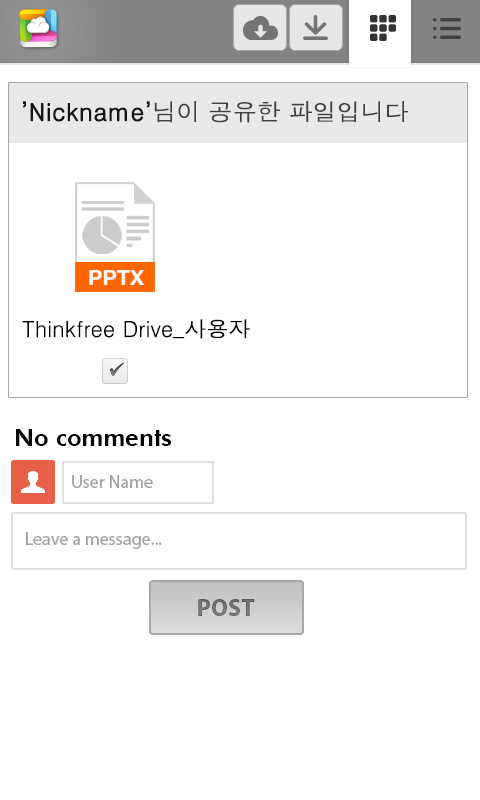 ’Nickname’님이 공유한 파일입니다
PPTX
Thinkfree Drive_사용자
No comments
User Name
Leave a message...
POST